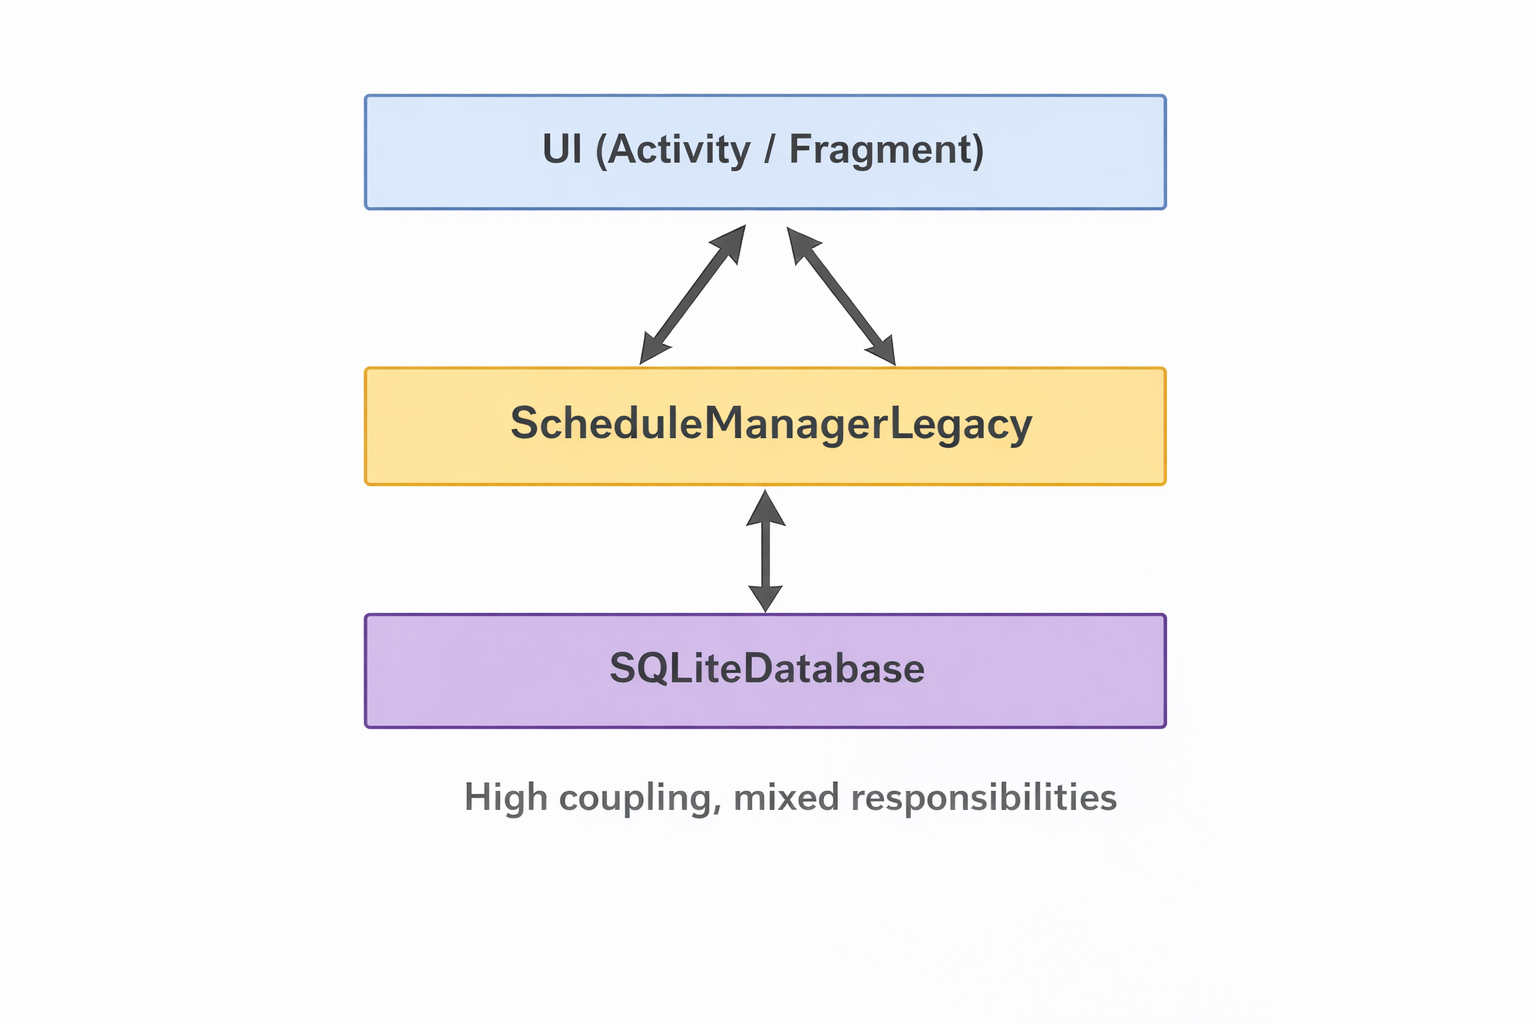 UI (Activity / Fragment)
ScheduleManagerLegacy
SQLiteDatabase
High coupling, mixed responsibilities